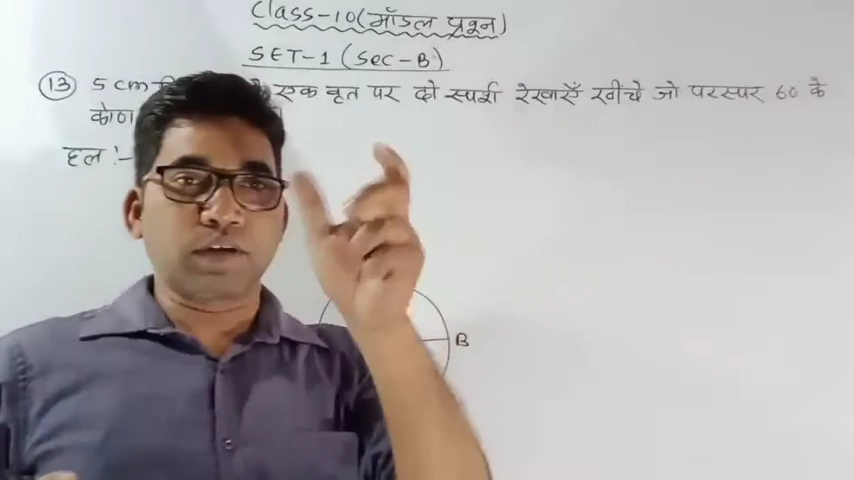 Class-10(मॉडल प्रश्न)
SET-1 (Sec-B)
13 5 cm एक वृत पर दो स्पर्श रेखाएँ खींचे जो परस्पर 60 के
कोण
हल :-
B